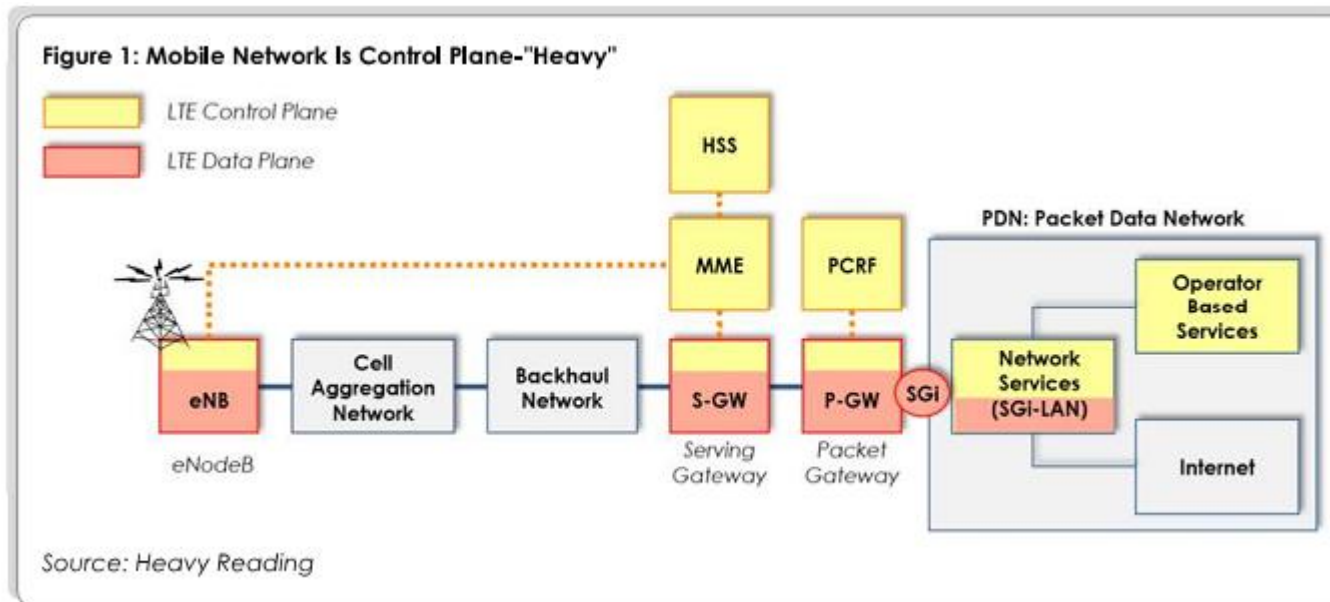 Figure 1: Mobile Network Is Control Plane-"Heavy"
LTE Control Plane
LTE Data Plane
HSS
MME
PCRF
PDN: Packet Data Network
Operator
Based
Services
Network
Services
(SGi-LAN)
Internet
eNB
Cell
Aggregation
Network
Backhaul
Network
S-GW
P-GW
SGi
eNodeB
Serving
Gateway
Packet
Gateway
Source: Heavy Reading